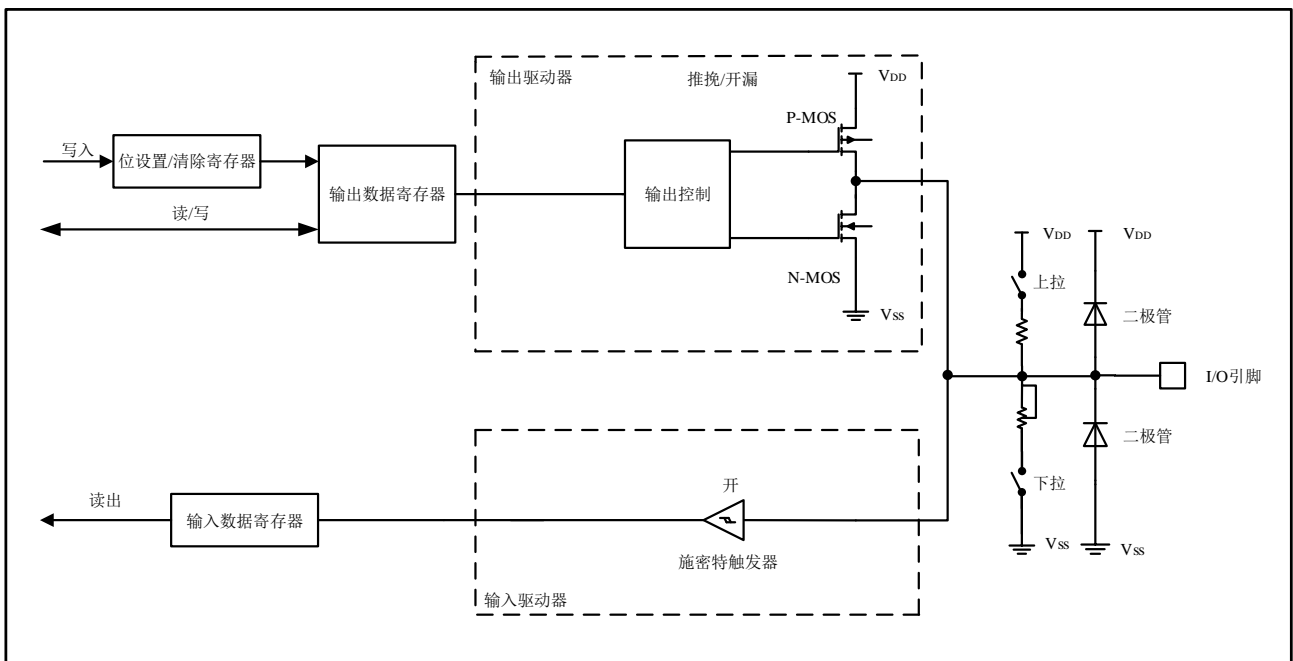 输出驱动器
推挽/开漏
VDD
P-MOS
写入
位设置/清除寄存器
输出数据寄存器
输出控制
读/写
N-MOS
VSS
VDD
VDD
上拉
二极管
I/O引脚
二极管
下拉
VSS
VSS
读出
输入数据寄存器
开
施密特触发器
输入驱动器